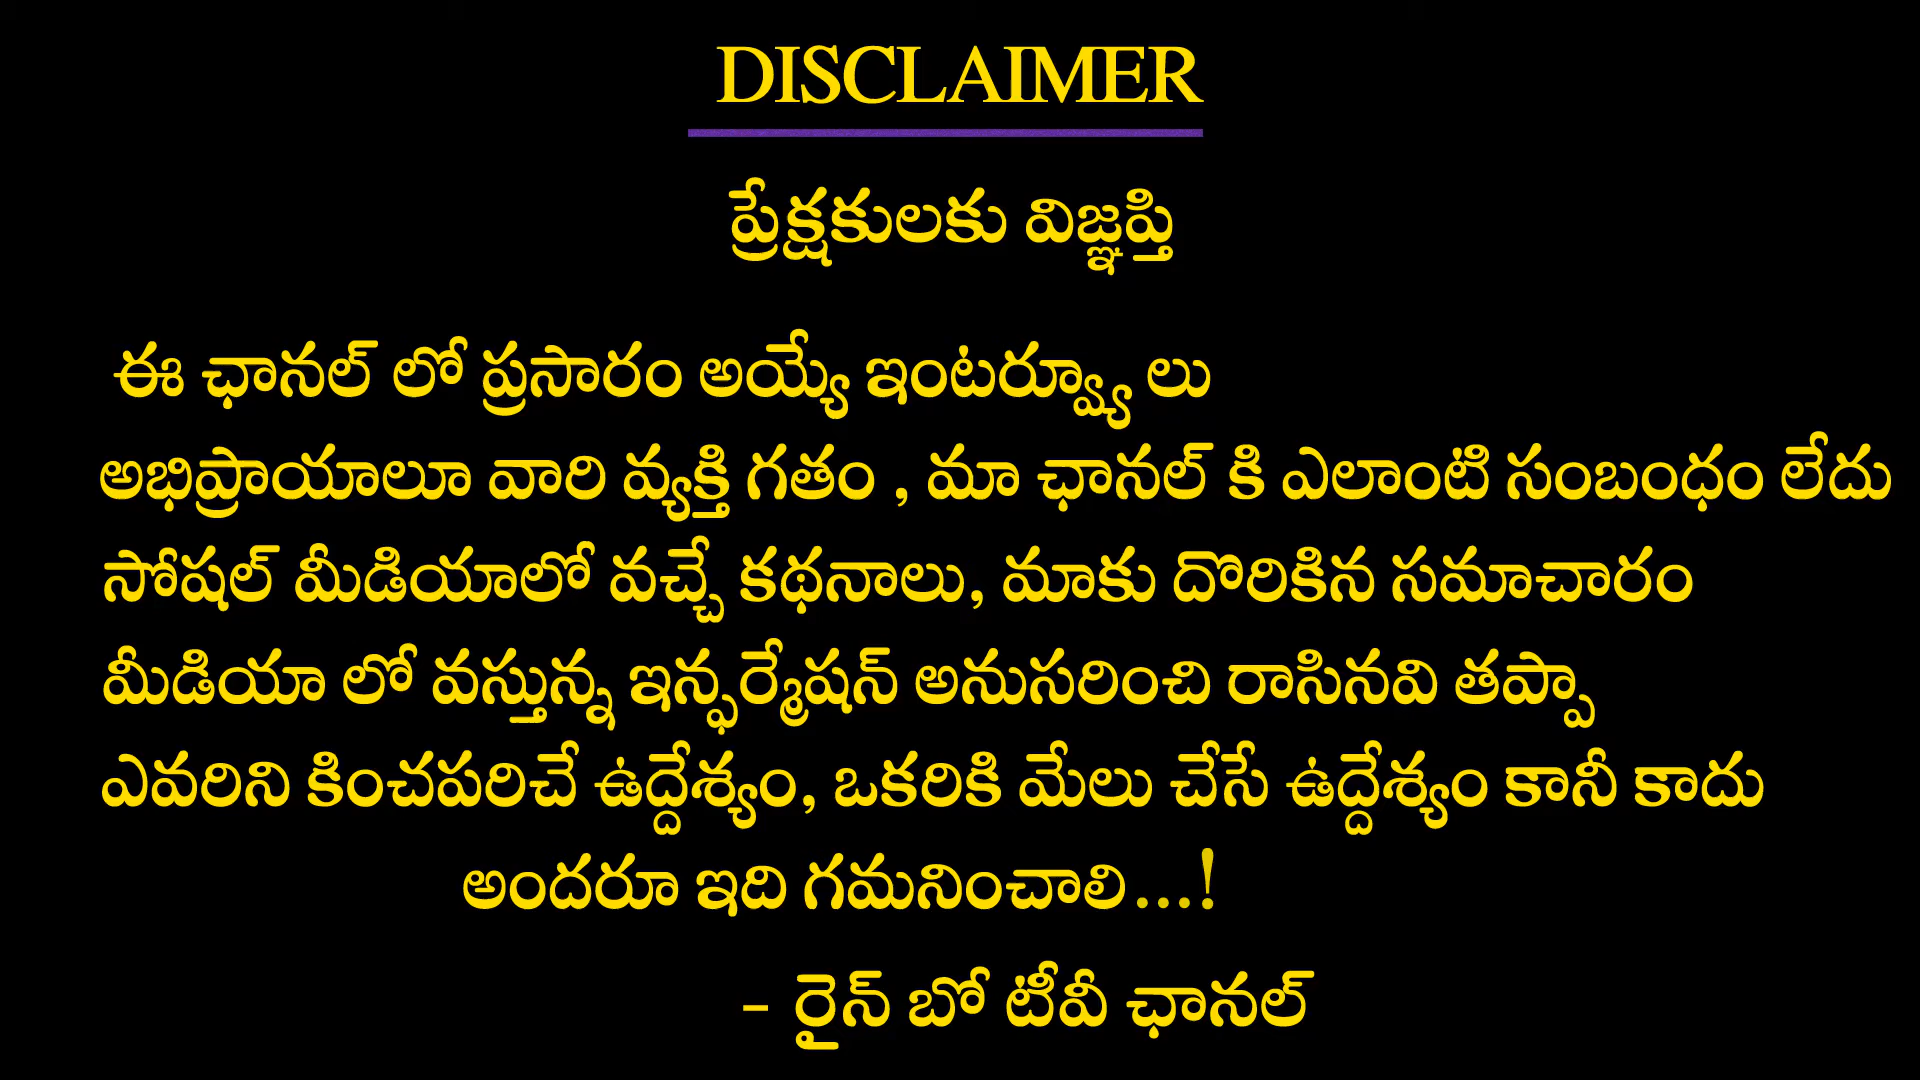 DISCLAIMER
ప్రేక్షకులకు విజ్ఞప్తి
ఈ ఛానల్ లో ప్రసారం అయ్యే ఇంటర్వ్యూ లు
అభిప్రాయాలూ వారి వ్యక్తి గతం , మా ఛానల్ కి ఎలాంటి సంబంధం లేదు
సోషల్ మీడియాలో వచ్చే కథనాలు, మాకు దొరికిన సమాచారం
మీడియా లో వస్తున్న ఇన్ఫర్మేషన్ అనుసరించి రాసినవి తప్పా
ఎవరిని కించపరిచే ఉద్దేశ్యం, ఒకరికి మేలు చేసే ఉద్దేశ్యం కానీ కాదు
అందరూ ఇది గమనించాలి...!
- రైన్ బో టీవీ ఛానల్